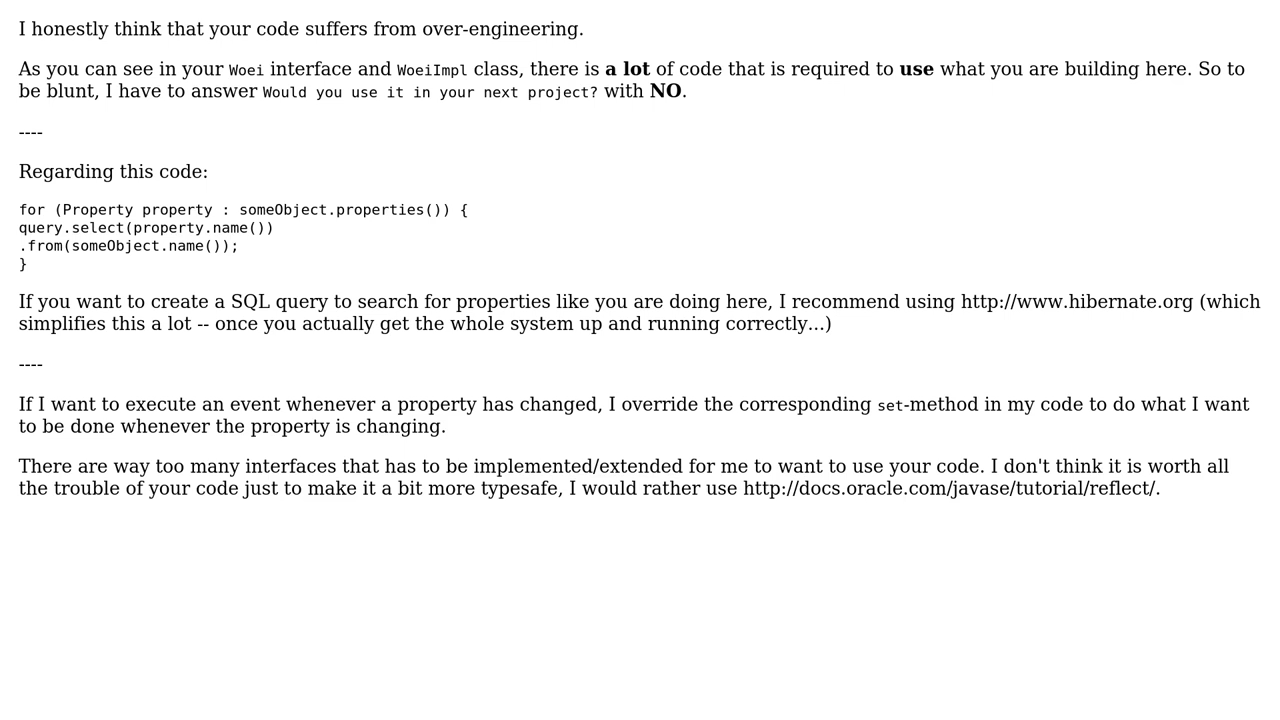 I honestly think that your code suffers from over-engineering.
As you can see in your Woei interface and WoeiImpl class, there is a lot of code that is required to use what you are building here. So to
be blunt, I have to answer Would you use it in your next project? with NO.
----
Regarding this code:
for (Property property : someObject.properties()) {
query.select(property.name())
.from(someObject.name());
}
If you want to create a SQL query to search for properties like you are doing here, I recommend using http://www.hibernate.org (which
simplifies this a lot -- once you actually get the whole system up and running correctly...)
----
If I want to execute an event whenever a property has changed, I override the corresponding set-method in my code to do what I want
to be done whenever the property is changing.
There are way too many interfaces that has to be implemented/extended for me to want to use your code. I don't think it is worth all
the trouble of your code just to make it a bit more typesafe, I would rather use http://docs.oracle.com/javase/tutorial/reflect/.